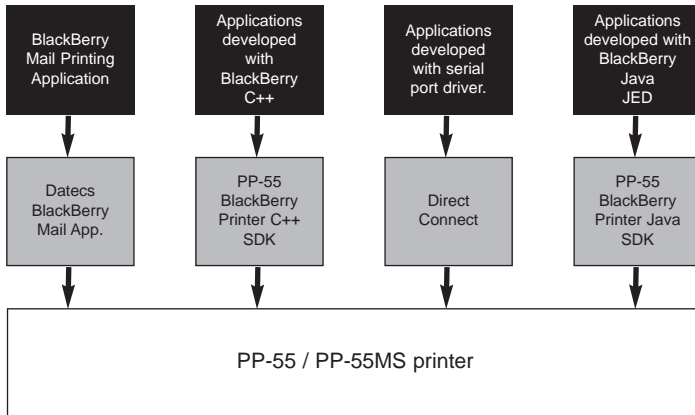 BlackBerry
Mail Printing
Application
Applications
developed
with
BlackBerry
C++
Applications
developed
with serial
port driver.
Applications
developed with
BlackBerry
Java
JED
Datecs
BlackBerry
Mail App.
PP-55
BlackBerry
Printer C++
SDK
Direct
Connect
PP-55
BlackBerry
Printer Java
SDK
PP-55 / PP-55MS printer